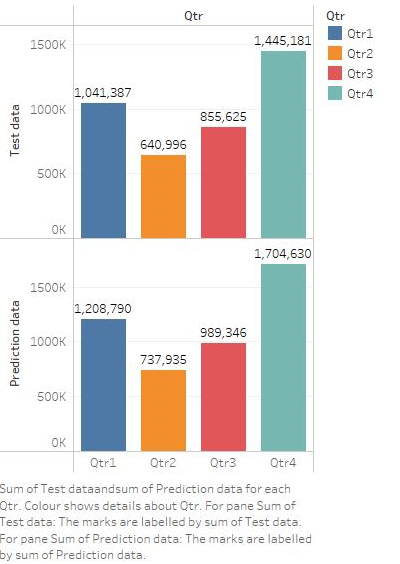 Qtr
Qtr
Qtr1
Qtr2
Qtr3
Qtr4
Test data
1500K
1000K
500K
0K
1,041,387
640,996
855,625
1,445,181
Prediction data
1500K
1000K
500K
0K
1,208,790
737,935
989,346
1,704,630
Qtr1
Qtr2
Qtr3
Qtr4
Sum of Test dataandsum of Prediction data for each
Qtr. Colour shows details about Qtr. For pane Sum of
Test data: The marks are labelled by sum of Test data.
For pane Sum of Prediction data: The marks are labelled
by sum of Prediction data.